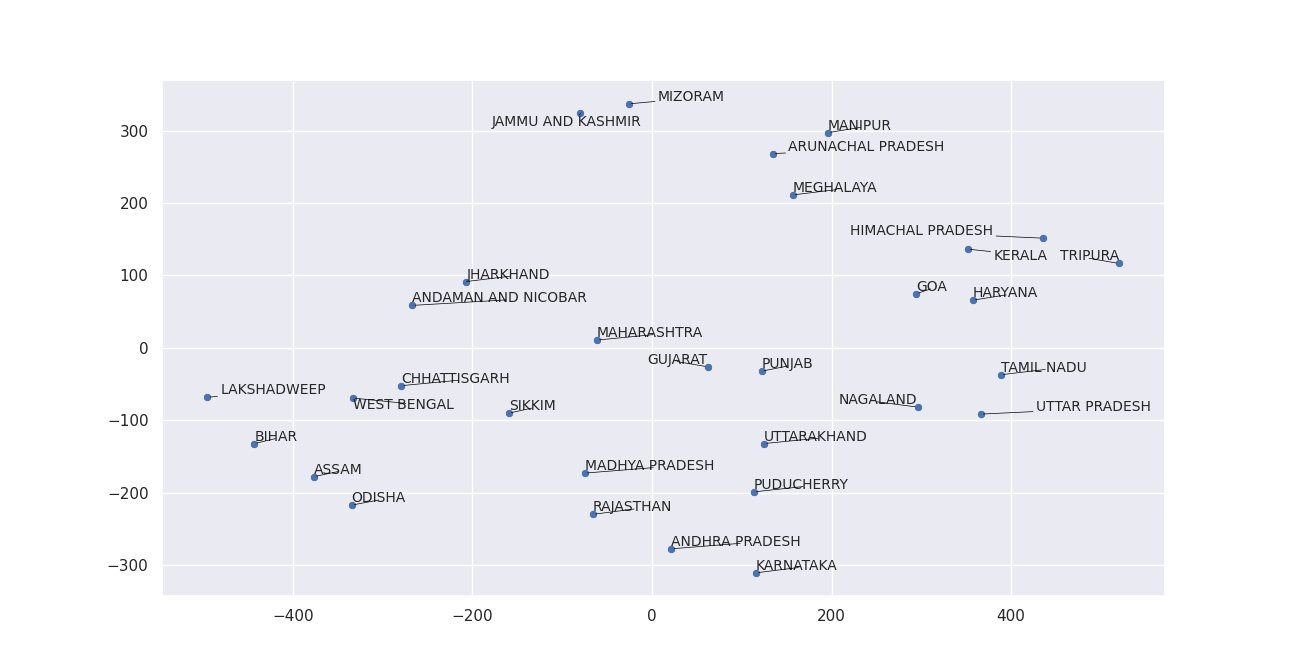 MIZORAM
JAMMU AND KASHMIR
MANIPUR
300
ARUNACHAL PRADESH
MEGHALAYA
200
HIMACHAL PRADESH
KERALA
TRIPURA
JHARKHAND
100
GOA
HARYANA
ANDAMAN AND NICOBAR
MAHARASHTRA
0
GUJARAT
PUNJAB
TAMIL NADU
CHHATTISGARH
LAKSHADWEEP
NAGALAND
WEST BENGAL
SIKKIM
UTTAR PRADESH
−100
BIHAR
UTTARAKHAND
MADHYA PRADESH
ASSAM
PUDUCHERRY
−200
ODISHA
RAJASTHAN
ANDHRA PRADESH
KARNATAKA
−300
−400
−200
0
200
400